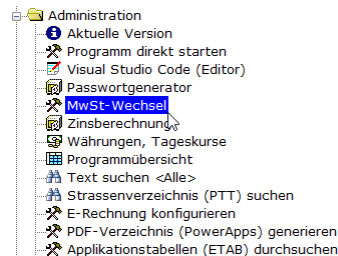 Administration
Aktuelle Version
Programm direkt starten
Visual Studio Code (Editor)
Passwortgenerator
MwSt-Wechsel
Zinsberechnung
Währungen, Tageskurse
Programmübersicht
Text suchen <Alle>
Strassenverzeichnis (PTT) suchen
E-Rechnung konfigurieren
PDF-Verzeichnis (PowerApps) generieren
Applikationstabellen (ETAB) durchsuchen